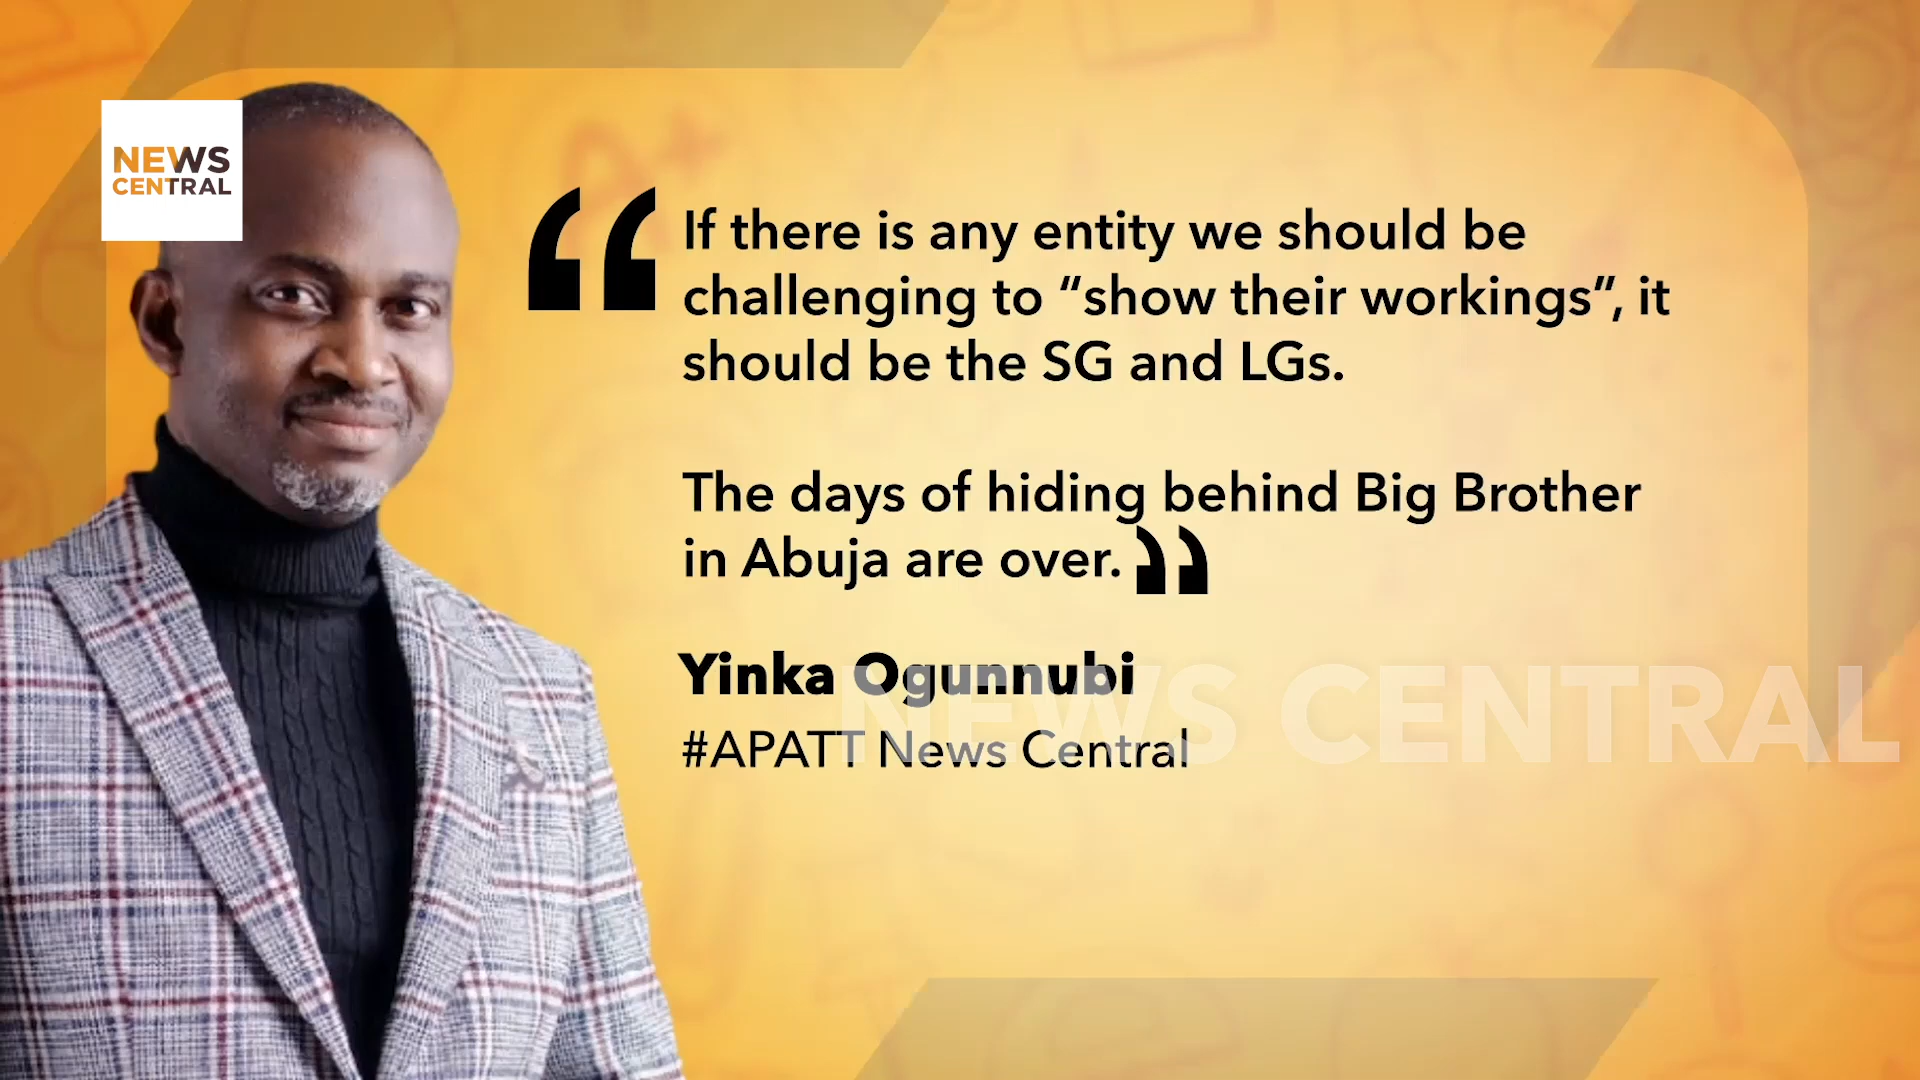 NEWS
CENTRAL
“If there is any entity we should be
challenging to “show their workings”, it
should be the SG and LGs.
The days of hiding behind Big Brother
in Abuja are over.”
Yinka Ogunnubi
#APATT News Central
NEWS CENTRAL